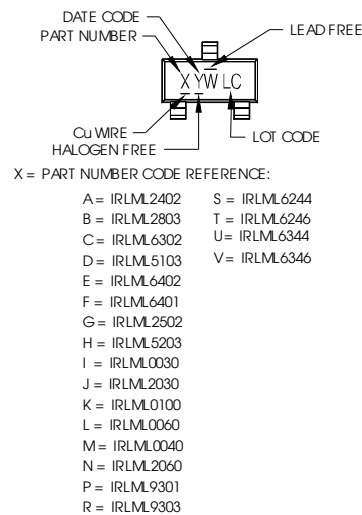 DATE CODE
PART NUMBER
LEAD FREE
X Y W LC
Cu WIRE
HALOGEN FREE
LOT CODE
X = PART NUMBER CODE REFERENCE:
A = IRLML2402
B = IRLML2803
C = IRLML6302
D = IRLML5103
E = IRLML6402
F = IRLML6401
G = IRLML2502
H = IRLML5203
I = IRLML0030
J = IRLML2030
K = IRLML0100
L = IRLML0060
M = IRLML0040
N = IRLML2060
P = IRLML9301
R = IRLML9303
S = IRLML6244
T = IRLML6246
U= IRLML6344
V= IRLML6346